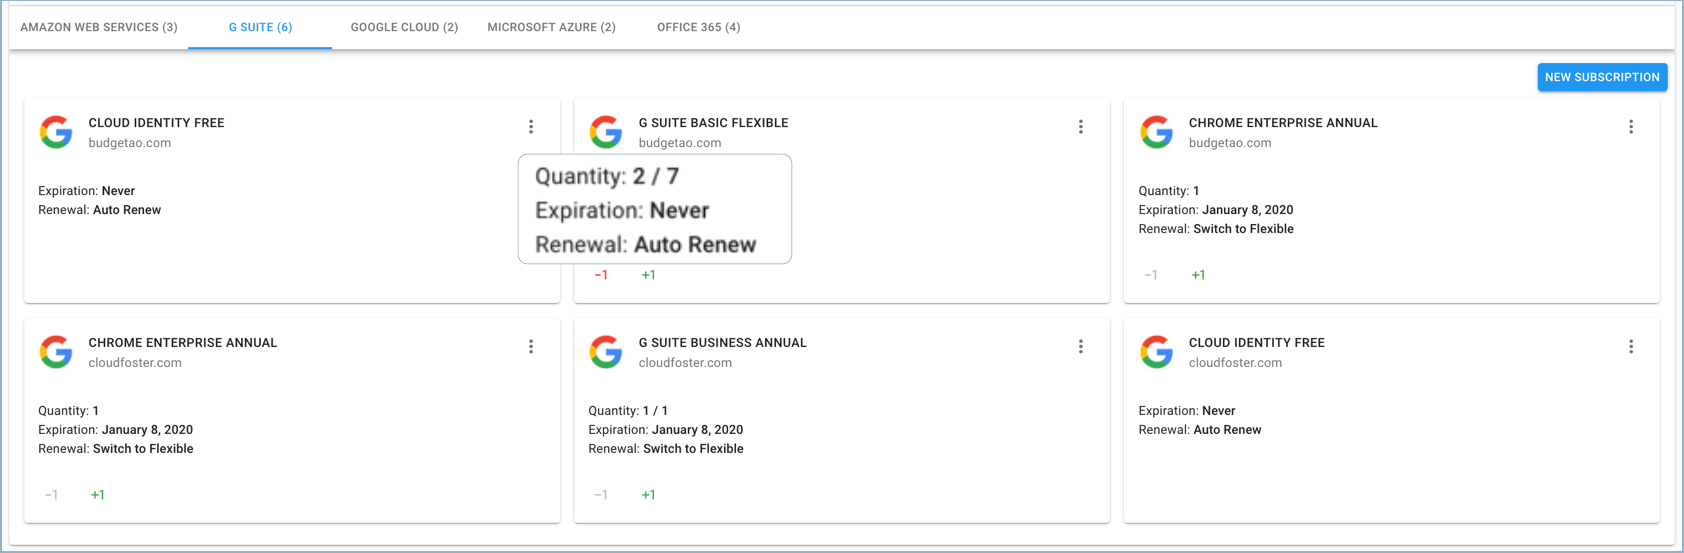 AMAZON WEB SERVICES (3) G SUITE (6) GOOGLE CLOUD (2) MICROSOFT AZURE (2) OFFICE 365 (4)
NEW SUBSCRIPTION
CLOUD IDENTITY FREE
budgetao.com
Expiration: Never
Renewal: Auto Renew
G SUITE BASIC FLEXIBLE
budgetao.com
Quantity: 2 / 7
Expiration: Never
Renewal: Auto Renew
−1 +1
CHROME ENTERPRISE ANNUAL
budgetao.com
Quantity: 1
Expiration: January 8, 2020
Renewal: Switch to Flexible
−1 +1
CHROME ENTERPRISE ANNUAL
cloudfoster.com
Quantity: 1
Expiration: January 8, 2020
Renewal: Switch to Flexible
−1 +1
G SUITE BUSINESS ANNUAL
cloudfoster.com
Quantity: 1 / 1
Expiration: January 8, 2020
Renewal: Switch to Flexible
−1 +1
CLOUD IDENTITY FREE
cloudfoster.com
Expiration: Never
Renewal: Auto Renew